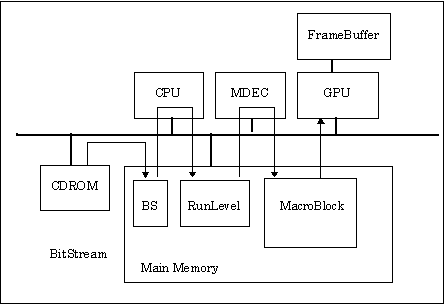 FrameBuffer
CPU
MDEC
GPU
CDROM
BS
RunLevel
MacroBlock
BitStream
Main Memory